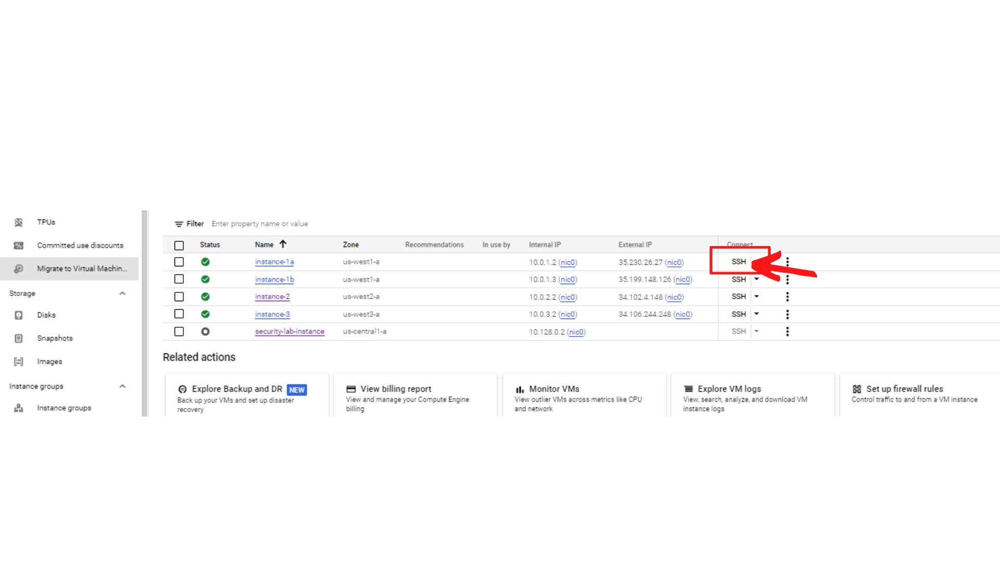 TPUs
Committed use discounts
Migrate to Virtual Machin...
Storage
Disks
Snapshots
Images
Instance groups
Instance groups
Filter Enter property name or value
Status Name Zone Recommendations In use by Internal IP External IP Connect
instance-1a us-west1-a 10.0.1.2 (nic0) 35.230.26.27 (nic0) SSH
instance-1b us-west1-a 10.0.1.3 (nic0) 35.199.148.126 (nic0) SSH
instance-2 us-west2-a 10.0.2.2 (nic0) 34.102.4.148 (nic0) SSH
instance-3 us-west3-a 10.0.3.2 (nic0) 34.106.244.248 (nic0) SSH
security-lab-instance us-central1-a 10.128.0.2 (nic0) SSH
Related actions
Explore Backup and DR NEW
Back up your VMs and set up disaster
recovery
View billing report
View and manage your Compute Engine
billing
Monitor VMs
View outlier VMs across metrics like CPU
and network
Explore VM logs
View, search, analyze, and download VM
instance logs
Set up firewall rules
Control traffic to and from a VM instance